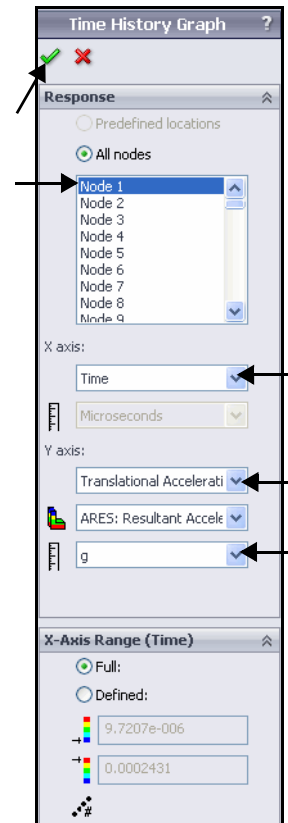 Time History Graph ?
Response
Predefined locations
All nodes
Node 1
Node 2
Node 3
Node 4
Node 5
Node 6
Node 7
Node 8
Node 9
X axis:
Time
Microseconds
Y axis:
Translational Accelerati
ARES: Resultant Accele
g
X-Axis Range (Time)
Full:
Defined:
9.7207e-006
0.0002431
#